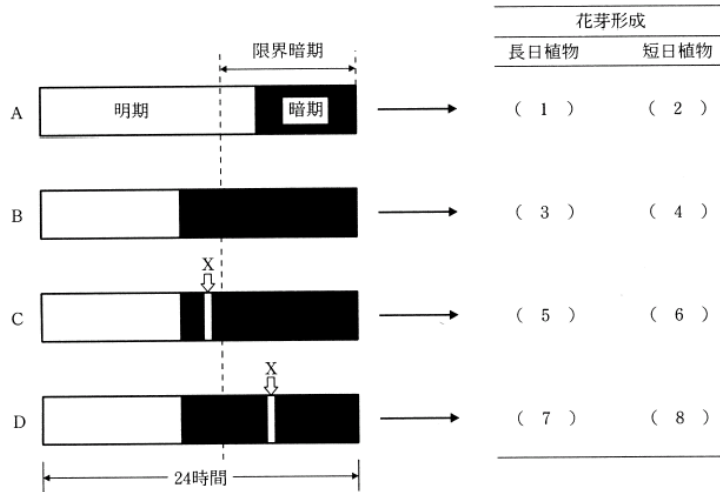 花芽形成
限界暗期
長日植物 短日植物
A 明期 暗期 ( 1 ) ( 2 )
B ( 3 ) ( 4 )
X
C ( 5 ) ( 6 )
X
D ( 7 ) ( 8 )
24時間